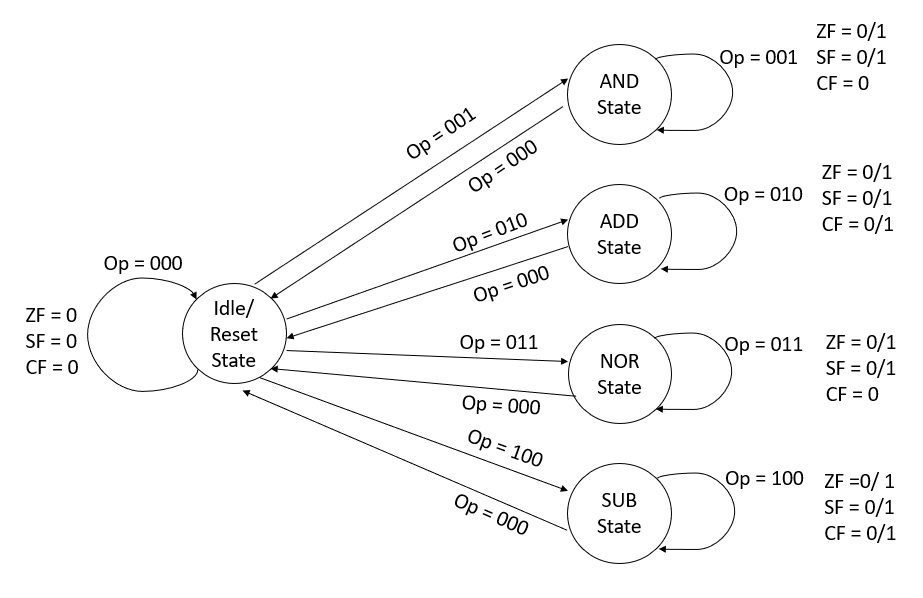 ZF = 0/1
SF = 0/1
CF = 0
AND
State
Op = 001
Op = 001
Op = 000
ZF = 0/1
SF = 0/1
CF = 0/1
ADD
State
Op = 010
Op = 010
Op = 000
Op = 000
ZF = 0
SF = 0
CF = 0
Idle/
Reset
State
Op = 011
Op = 000
NOR
State
Op = 011
ZF = 0/1
SF = 0/1
CF = 0
Op = 100
Op = 000
SUB
State
Op = 100
ZF =0/ 1
SF = 0/1
CF = 0/1